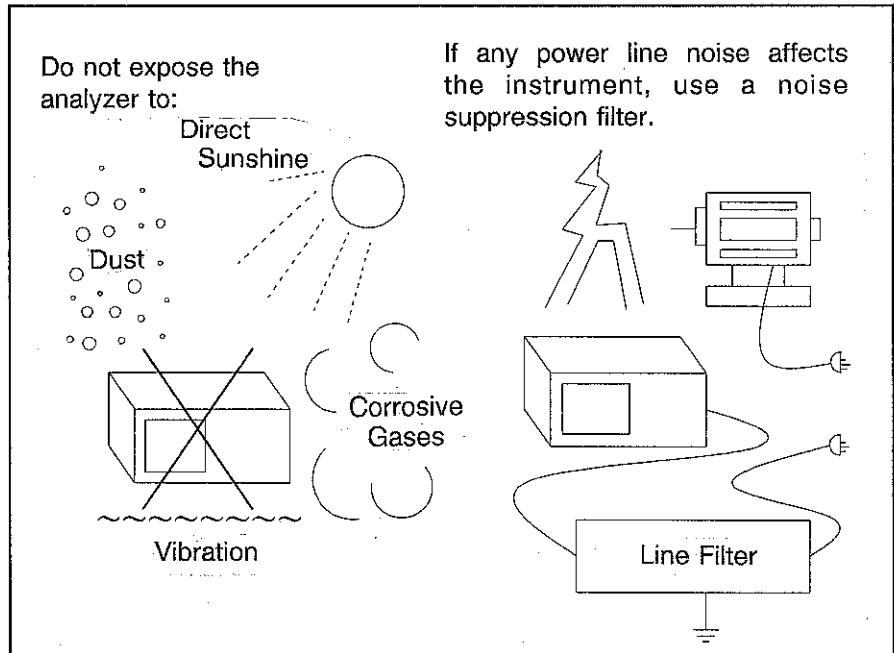 Do not expose the
analyzer to:
Direct
Sunshine
Dust
Corrosive
Gases
Vibration
If any power line noise affects
the instrument, use a noise
suppression filter.
Line Filter